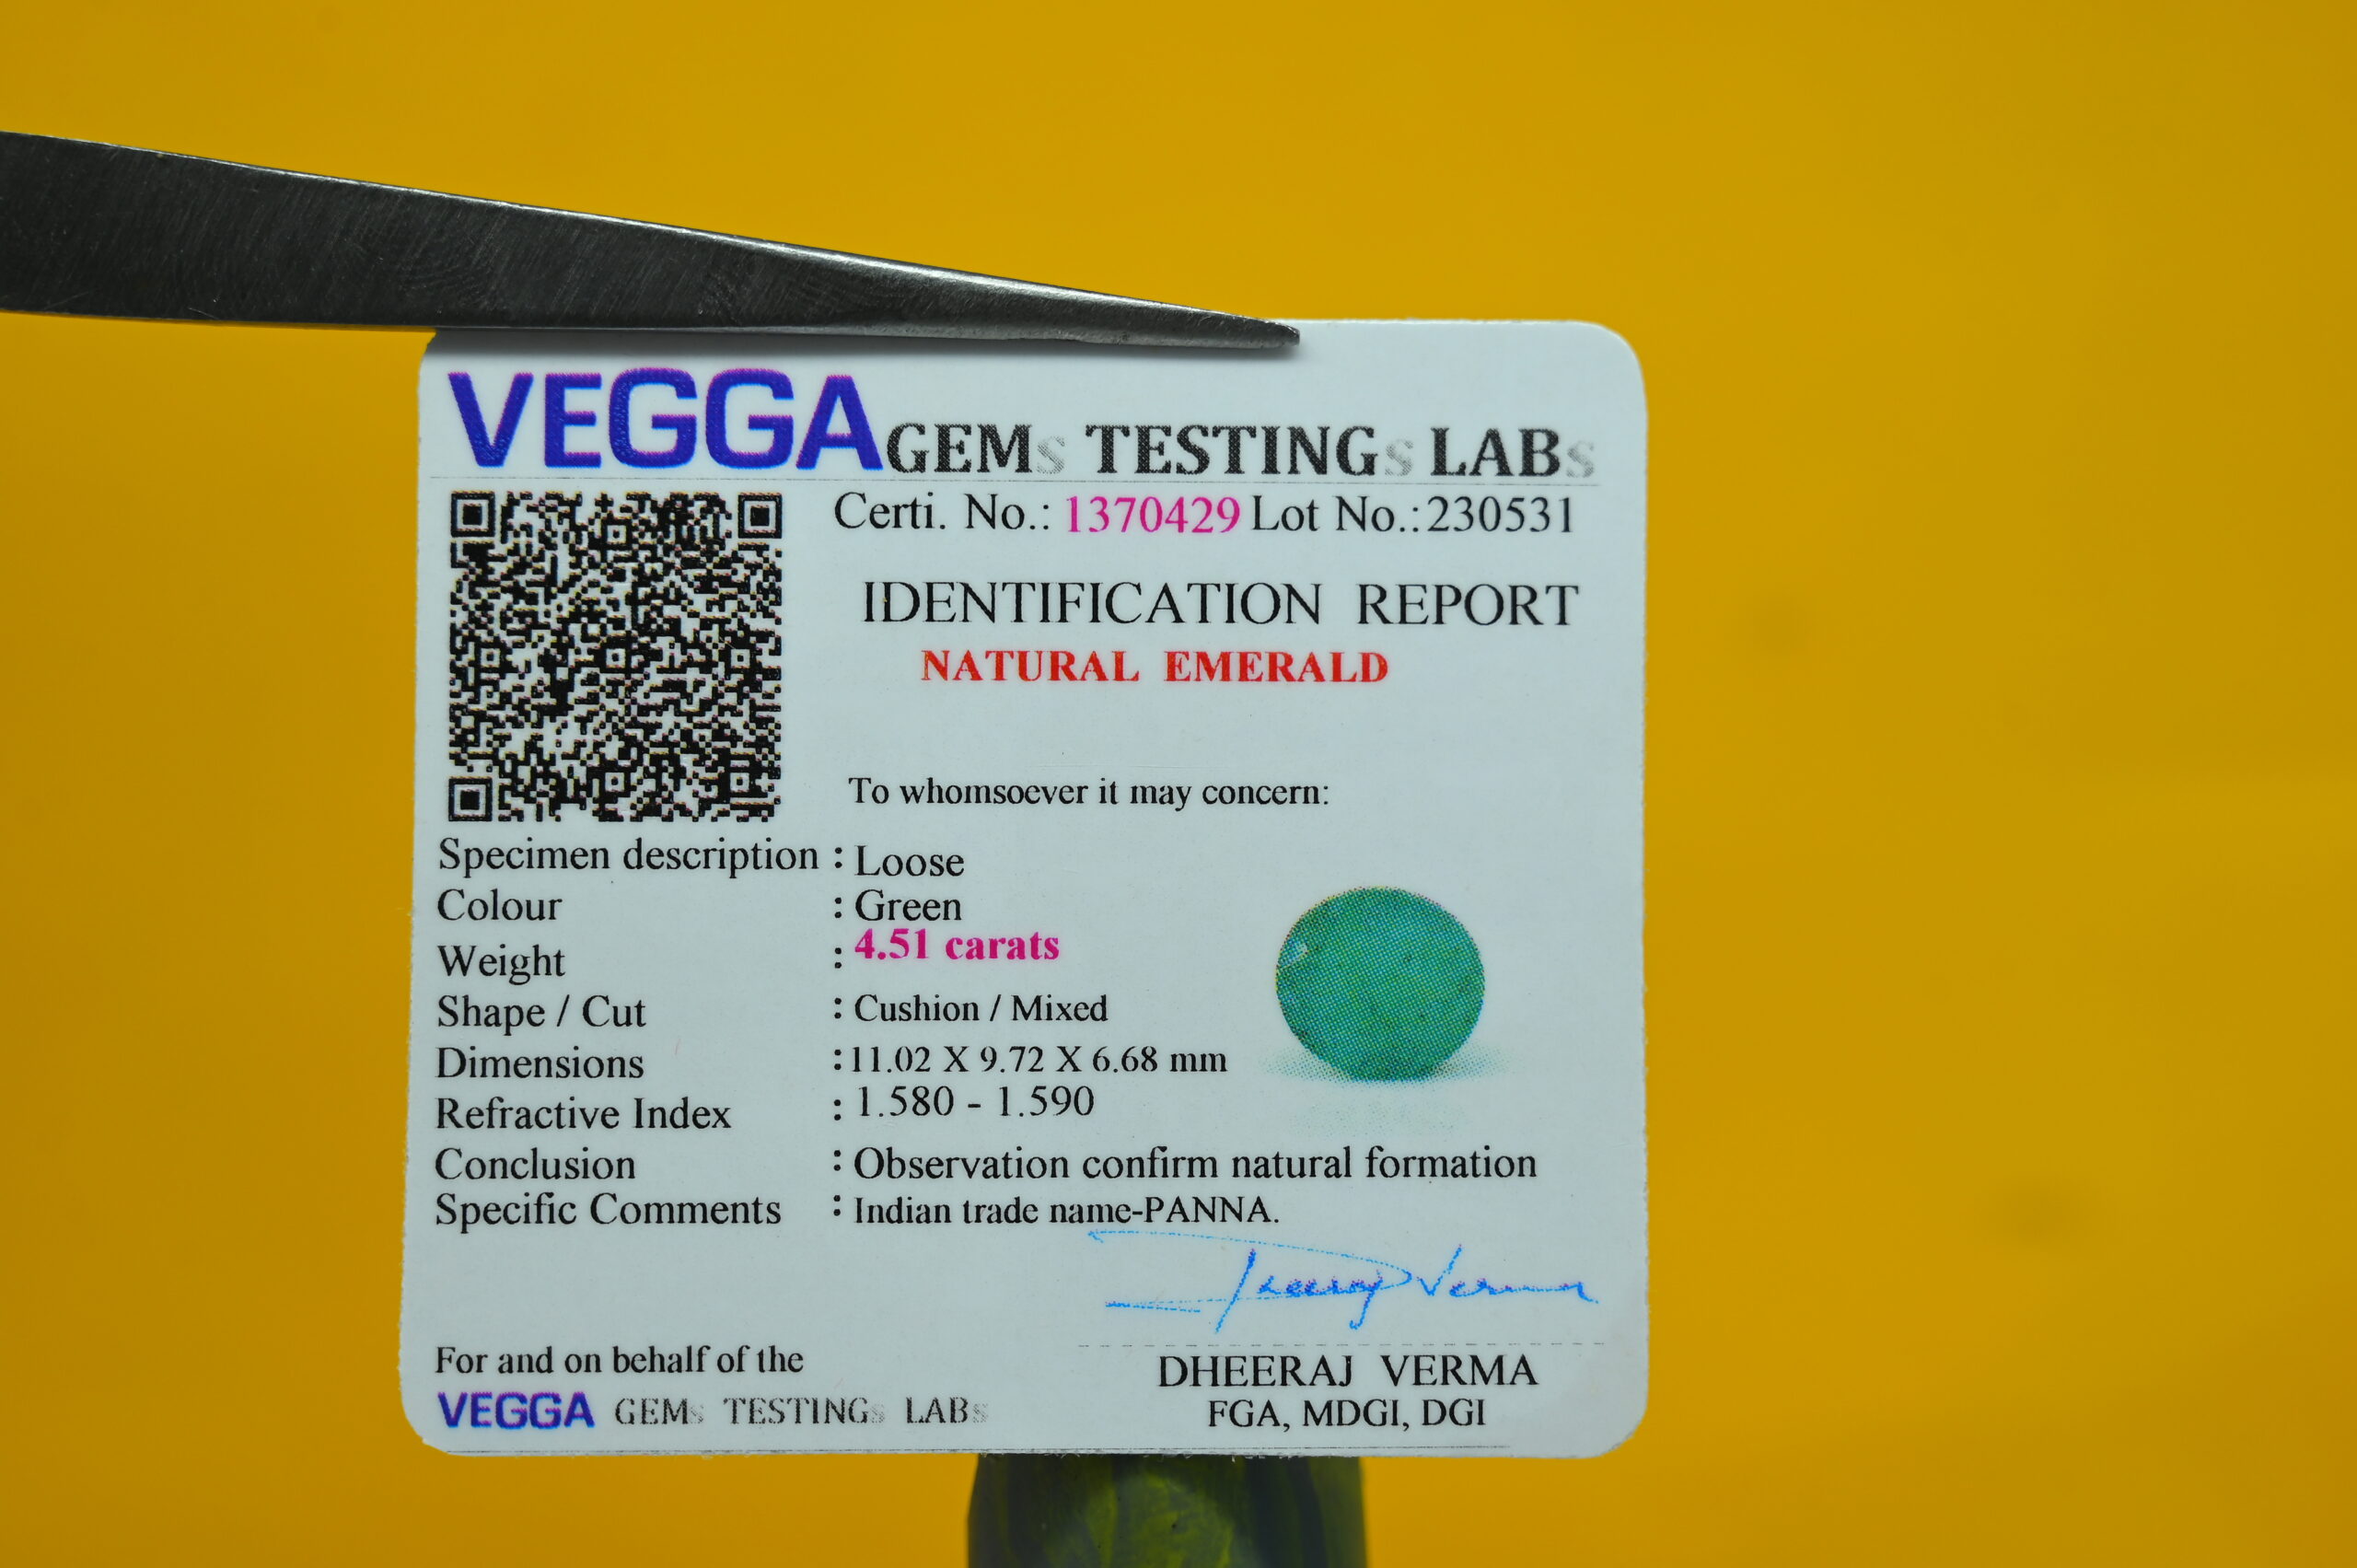 VEGGA GEMs TESTINGs LABs
Certi. No.: 1370429 Lot No.:230531
IDENTIFICATION REPORT
NATURAL EMERALD
To whomsoever it may concern:
Specimen description : Loose
Colour : Green
Weight : 4.51 carats
Shape / Cut : Cushion / Mixed
Dimensions : 11.02 X 9.72 X 6.68 mm
Refractive Index : 1.580 - 1.590
Conclusion : Observation confirm natural formation
Specific Comments : Indian trade name-PANNA.
Dheeraj Verma
For and on behalf of the
VEGGA GEMs TESTINGs LABs
DHEERAJ VERMA
FGA, MDGI, DGI